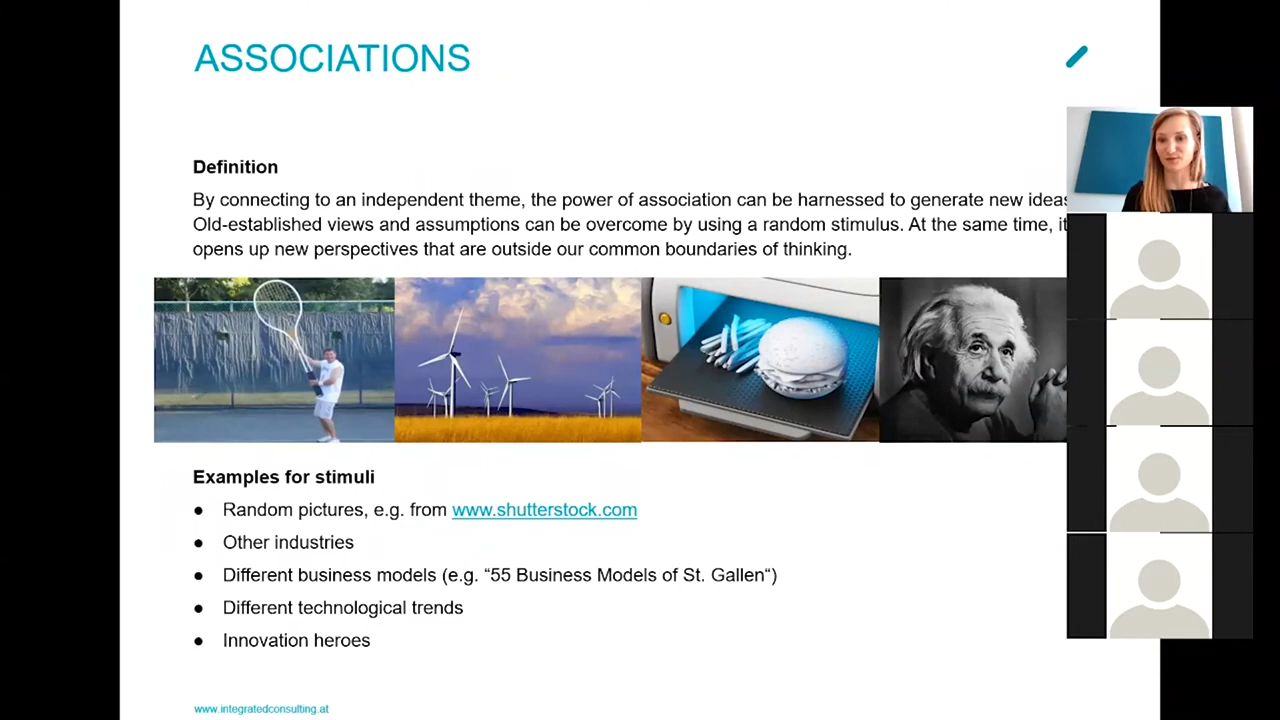 ASSOCIATIONS
Definition
By connecting to an independent theme, the power of association can be harnessed to generate new ideas
Old-established views and assumptions can be overcome by using a random stimulus. At the same time, it
opens up new perspectives that are outside our common boundaries of thinking.
Examples for stimuli
● Random pictures, e.g. from www.shutterstock.com
● Other industries
● Different business models (e.g. “55 Business Models of St. Gallen“)
● Different technological trends
● Innovation heroes
www.integratedconsulting.at